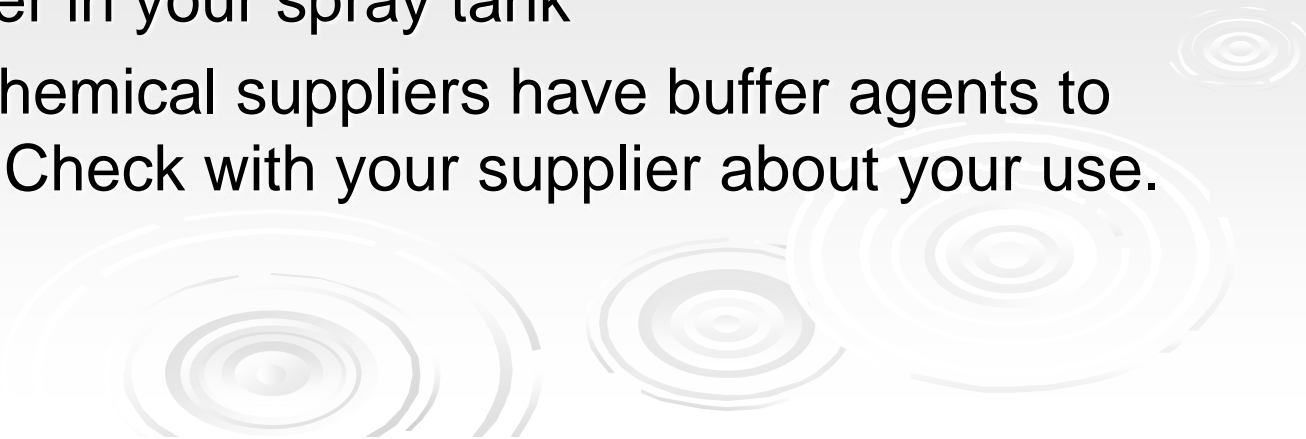 er in your spray tank
hemical suppliers have buffer agents to
Check with your supplier about your use.